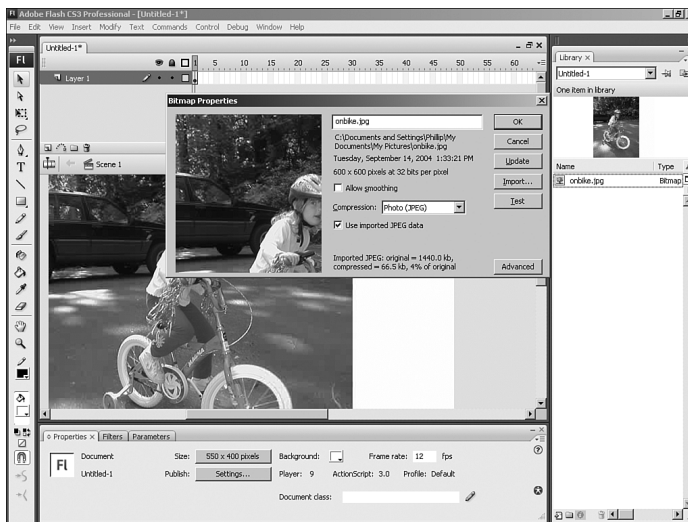 Adobe Flash CS3 Professional - [Untitled-1*]
File Edit View Insert Modify Text Commands Control Debug Window Help
Fl
Untitled-1*
1 5 10 15 20 25 30 35 40 45 50 55 60
Layer 1
Scene 1
Bitmap Properties
onbike.jpg
C:\Documents and Settings\Phillip\My
Documents\My Pictures\onbike.jpg
Tuesday, September 14, 2004 1:33:21 PM
600 x 600 pixels at 32 bits per pixel
Allow smoothing
Compression: Photo (JPEG)
Use imported JPEG data
Imported JPEG: original = 1440.0 kb,
compressed = 66.5 kb, 4% of original
OK
Cancel
Update
Import...
Test
Advanced
Library
Untitled-1
One item in library
Name Type
onbike.jpg Bitmap
Properties Filters Parameters
Fl
Document Size: 550 x 400 pixels Background: Frame rate: 12 fps
Untitled-1 Publish: Settings... Player: 9 ActionScript: 3.0 Profile: Default
Document class: